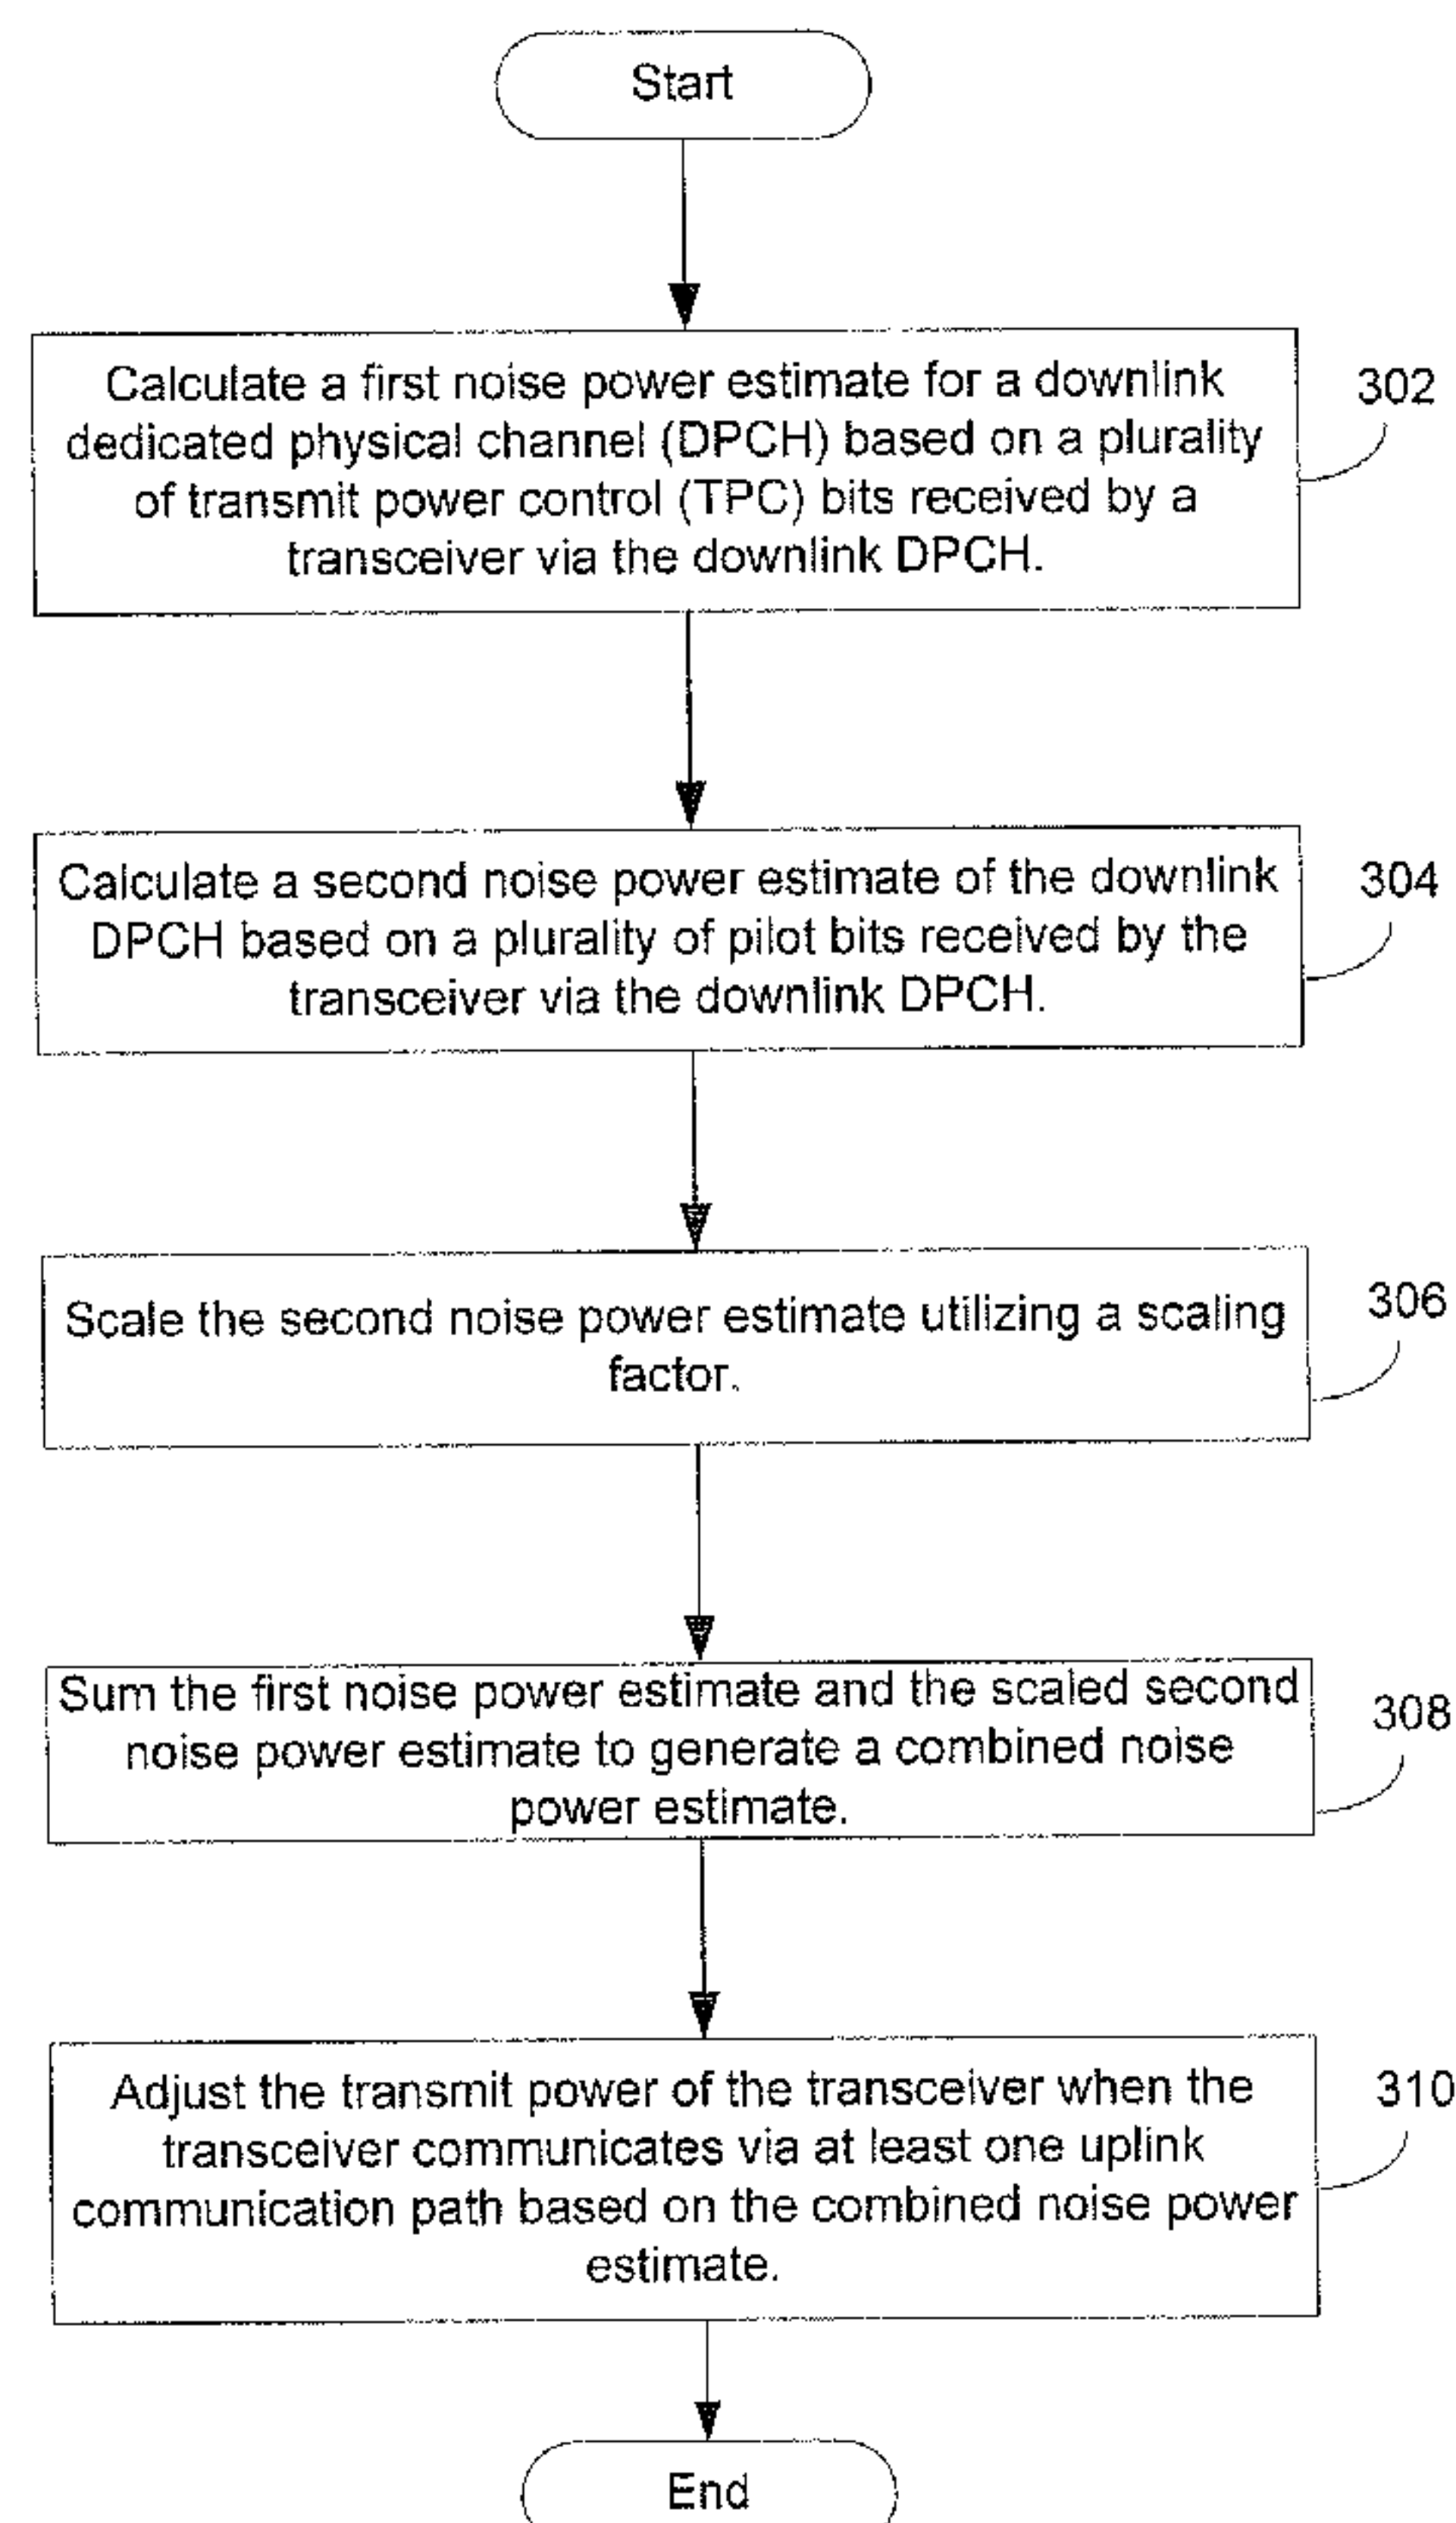 Start
Calculate a first noise power estimate for a downlink
dedicated physical channel (DPCH) based on a plurality
of transmit power control (TPC) bits received by a
transceiver via the downlink DPCH.
302
Calculate a second noise power estimate of the downlink
DPCH based on a plurality of pilot bits received by the
transceiver via the downlink DPCH.
304
Scale the second noise power estimate utilizing a scaling
factor.
306
Sum the first noise power estimate and the scaled second
noise power estimate to generate a combined noise
power estimate.
308
Adjust the transmit power of the transceiver when the
transceiver communicates via at least one uplink
communication path based on the combined noise power
estimate.
310
End